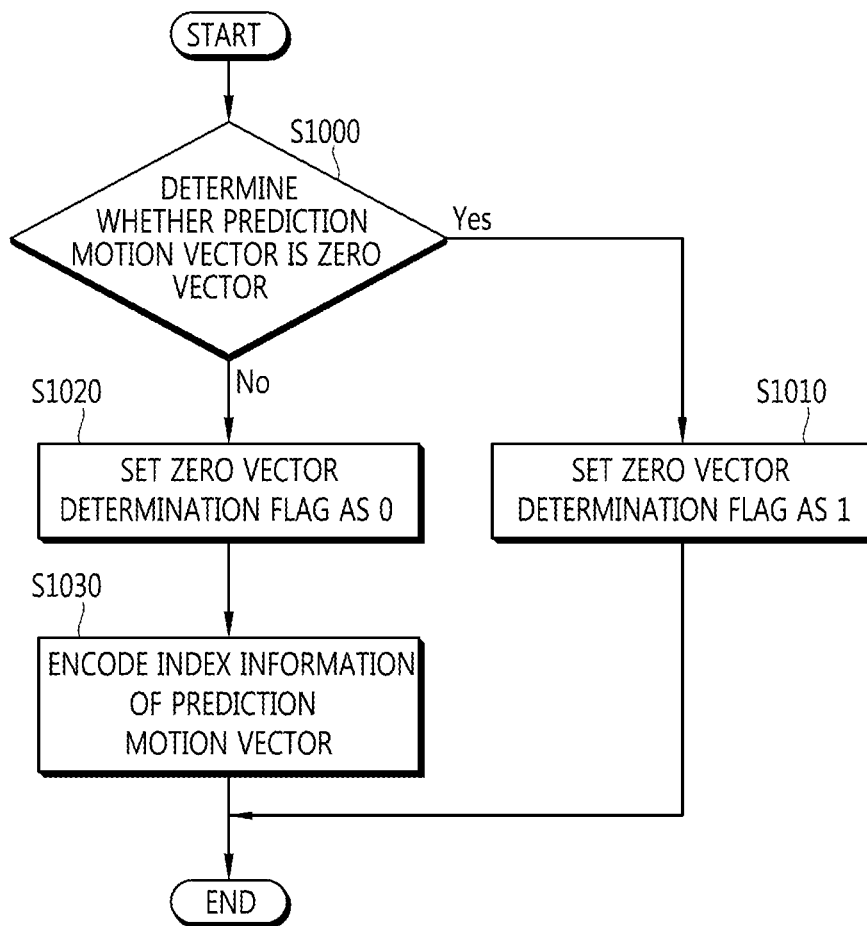 START
S1000
DETERMINE
WHETHER PREDICTION
MOTION VECTOR IS ZERO
VECTOR
Yes
No
S1020
SET ZERO VECTOR
DETERMINATION FLAG AS 0
S1010
SET ZERO VECTOR
DETERMINATION FLAG AS 1
S1030
ENCODE INDEX INFORMATION
OF PREDICTION
MOTION VECTOR
END